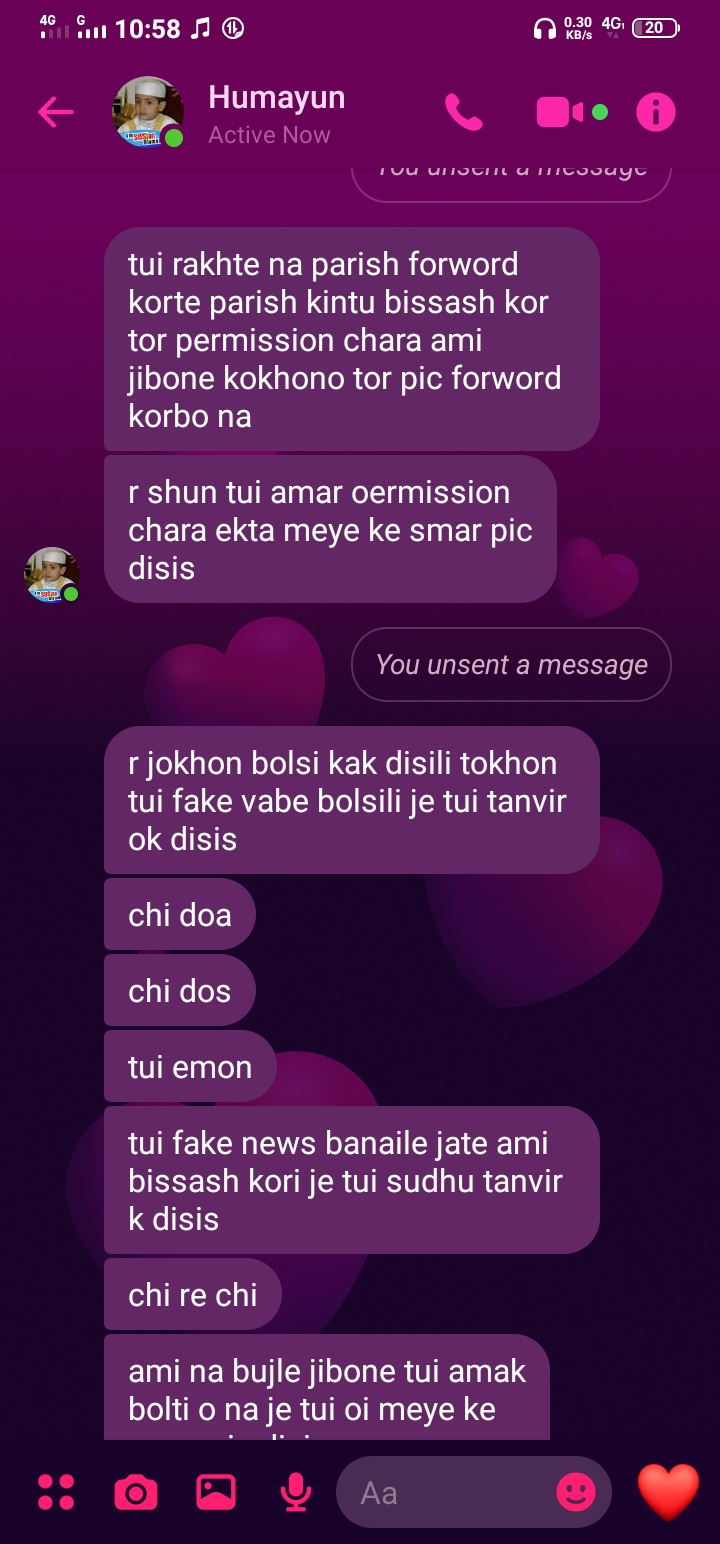 4G G 10:58 0.30 KB/s 4G 20
Humayun
Active Now
You unsent a message
tui rakhte na parish forword
korte parish kintu bissash kor
tor permission chara ami
jibone kokhono tor pic forword
korbo na
r shun tui amar oermission
chara ekta meye ke smar pic
disis
You unsent a message
r jokhon bolsi kak disili tokhon
tui fake vabe bolsili je tui tanvir
ok disis
chi doa
chi dos
tui emon
tui fake news banaile jate ami
bissash kori je tui sudhu tanvir
k disis
chi re chi
ami na bujle jibone tui amak
bolti o na je tui oi meye ke
Aa